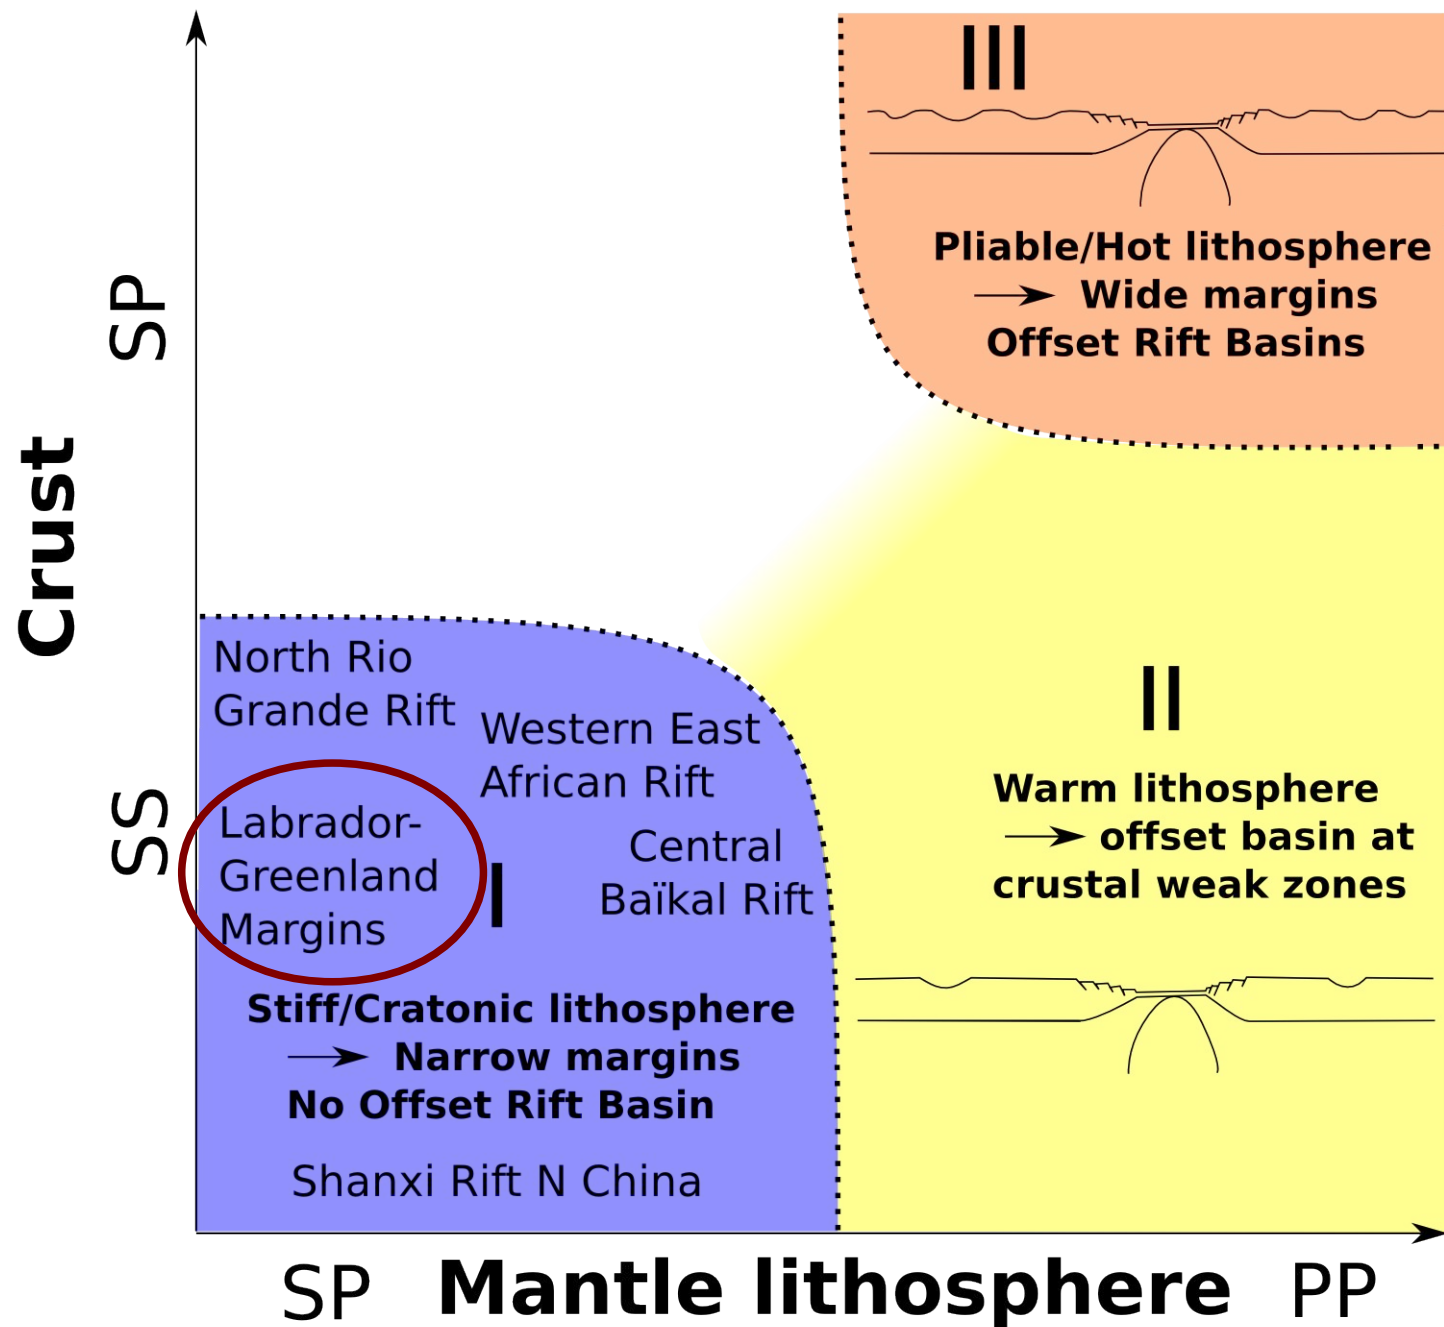 III
Pliable/Hot lithosphere
Wide margins
Offset Rift Basins
SP
Crust
SS
North Rio
Grande Rift
Western East
African Rift
Labrador-
Greenland
Margins
I
Central
Baïkal Rift
Stiff/Cratonic lithosphere
Narrow margins
No Offset Rift Basin
Shanxi Rift N China
II
Warm lithosphere
offset basin at
crustal weak zones
SP Mantle lithosphere PP